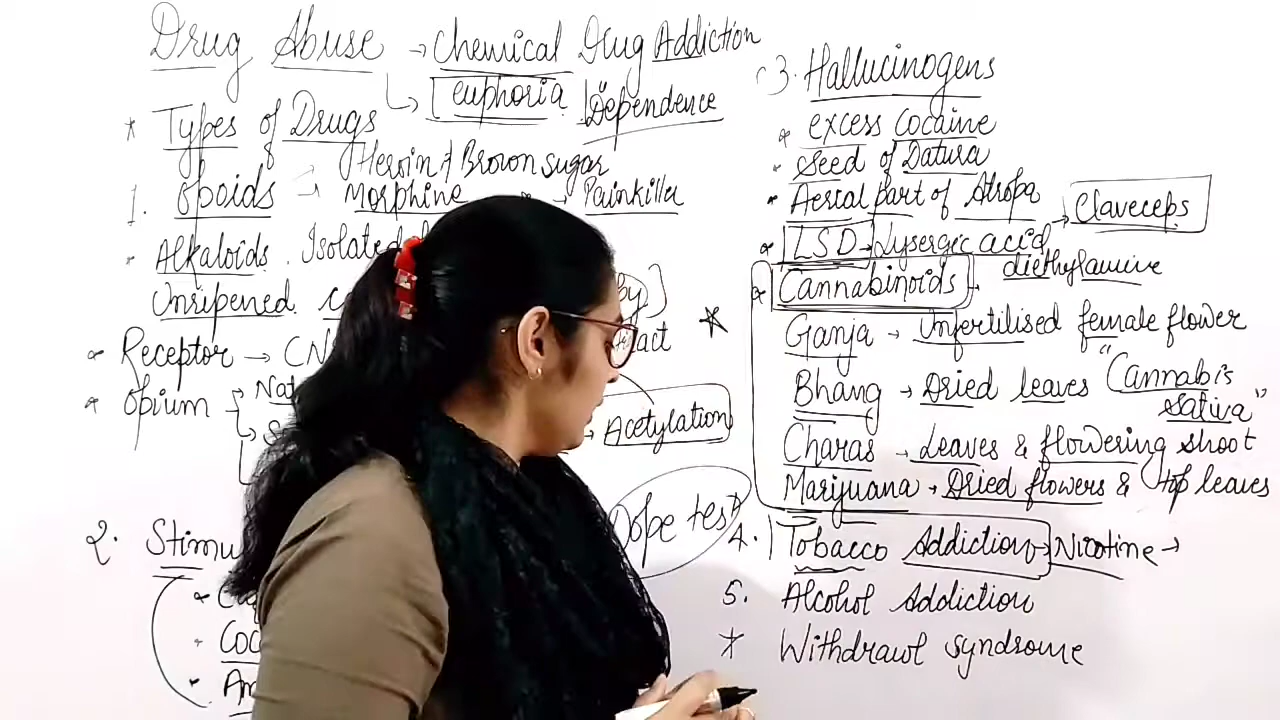 Drug Abuse → Chemical Drug Addiction
euphoria "Dependence
* Types of Drugs
→ Heroin & Brown sugar
1. Opoids → Morphine → Painkiller
• Alkaloids. Isolated
Unripened
• Receptor → CN
• Opium → Nat
Acetylation
Dope test
2. Stimu
• Coc
• Am
3. Hallucinogens
• excess Cocaine
• Seed of Datura
• Aerial part of Atropa
→ Claveceps
• LSD → Lysergic acid
diethylamine
* Cannabinoids
Ganja → Unfertilised female flower
Bhang → Dried leaves "Cannabis
Sativa"
Charas → Leaves & flowering shoot
Marijuana → Dried flowers & top leaves
4. Tobacco Addiction → Nicotine →
5. Alcohol Addiction
* Withdrawl syndrome